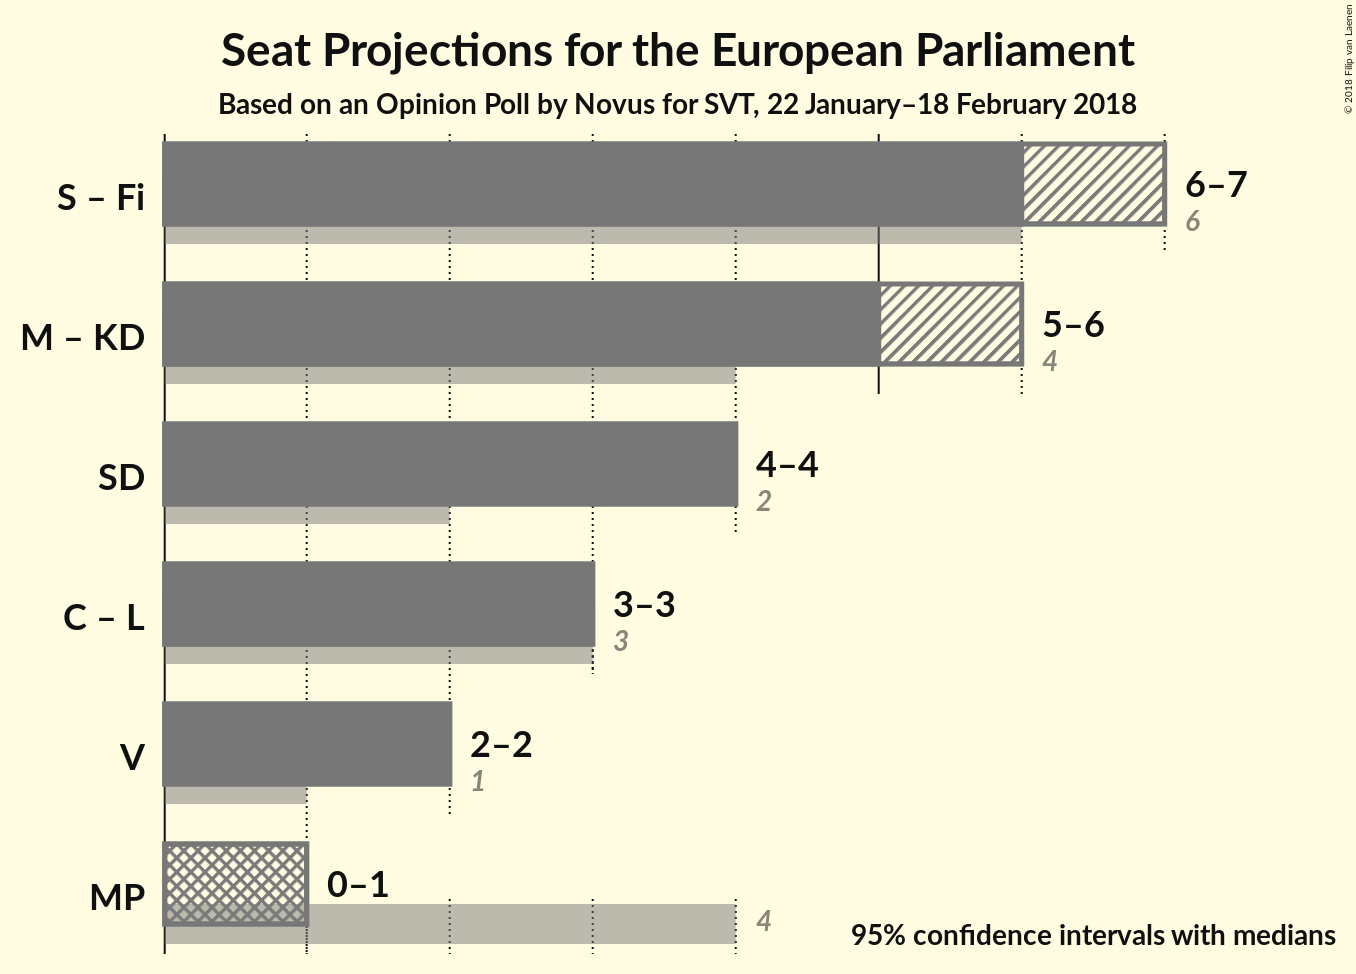 Seat Projections for the European Parliament
Based on an Opinion Poll by Novus for SVT, 22 January–18 February 2018
© 2018 Filip van Laenen
S – Fi
6–7
6
M – KD
5–6
4
SD
4–4
2
C – L
3–3
3
V
2–2
1
MP
0–1
4
95% confidence intervals with medians